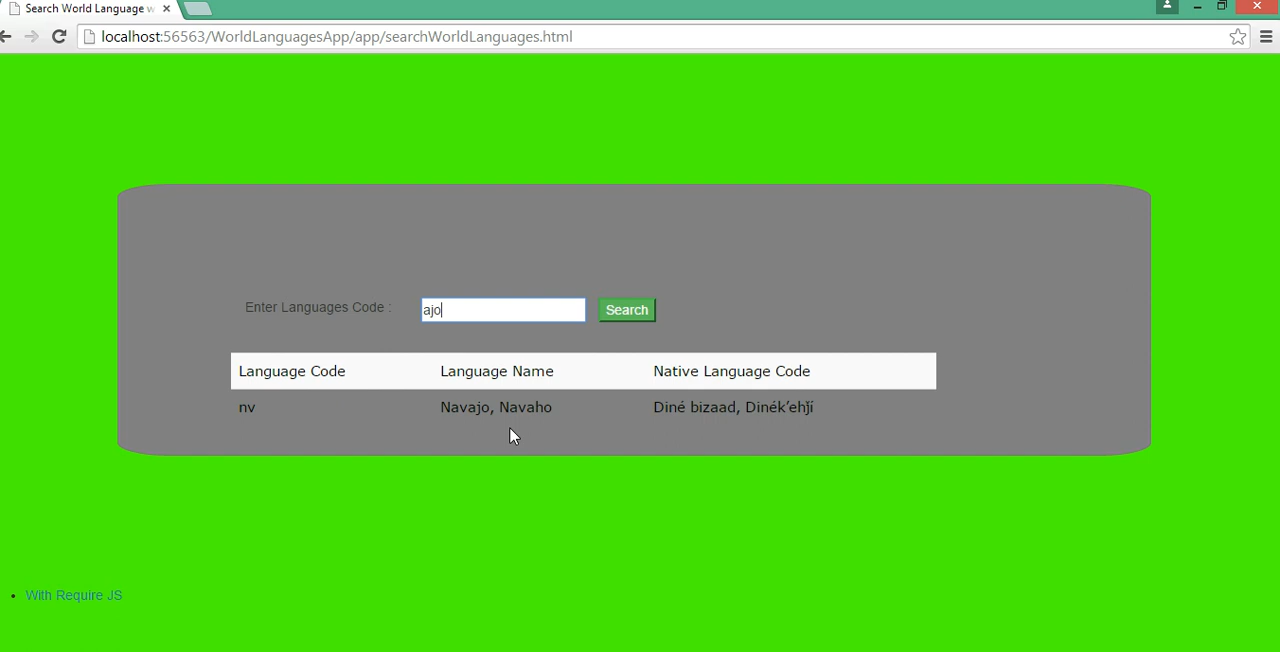 Search World Language w
localhost:56563/WorldLanguagesApp/app/searchWorldLanguages.html
Enter Languages Code : ajo Search
Language Code Language Name Native Language Code
nv Navajo, Navaho Diné bizaad, Dinékʼehǰí
With Require JS